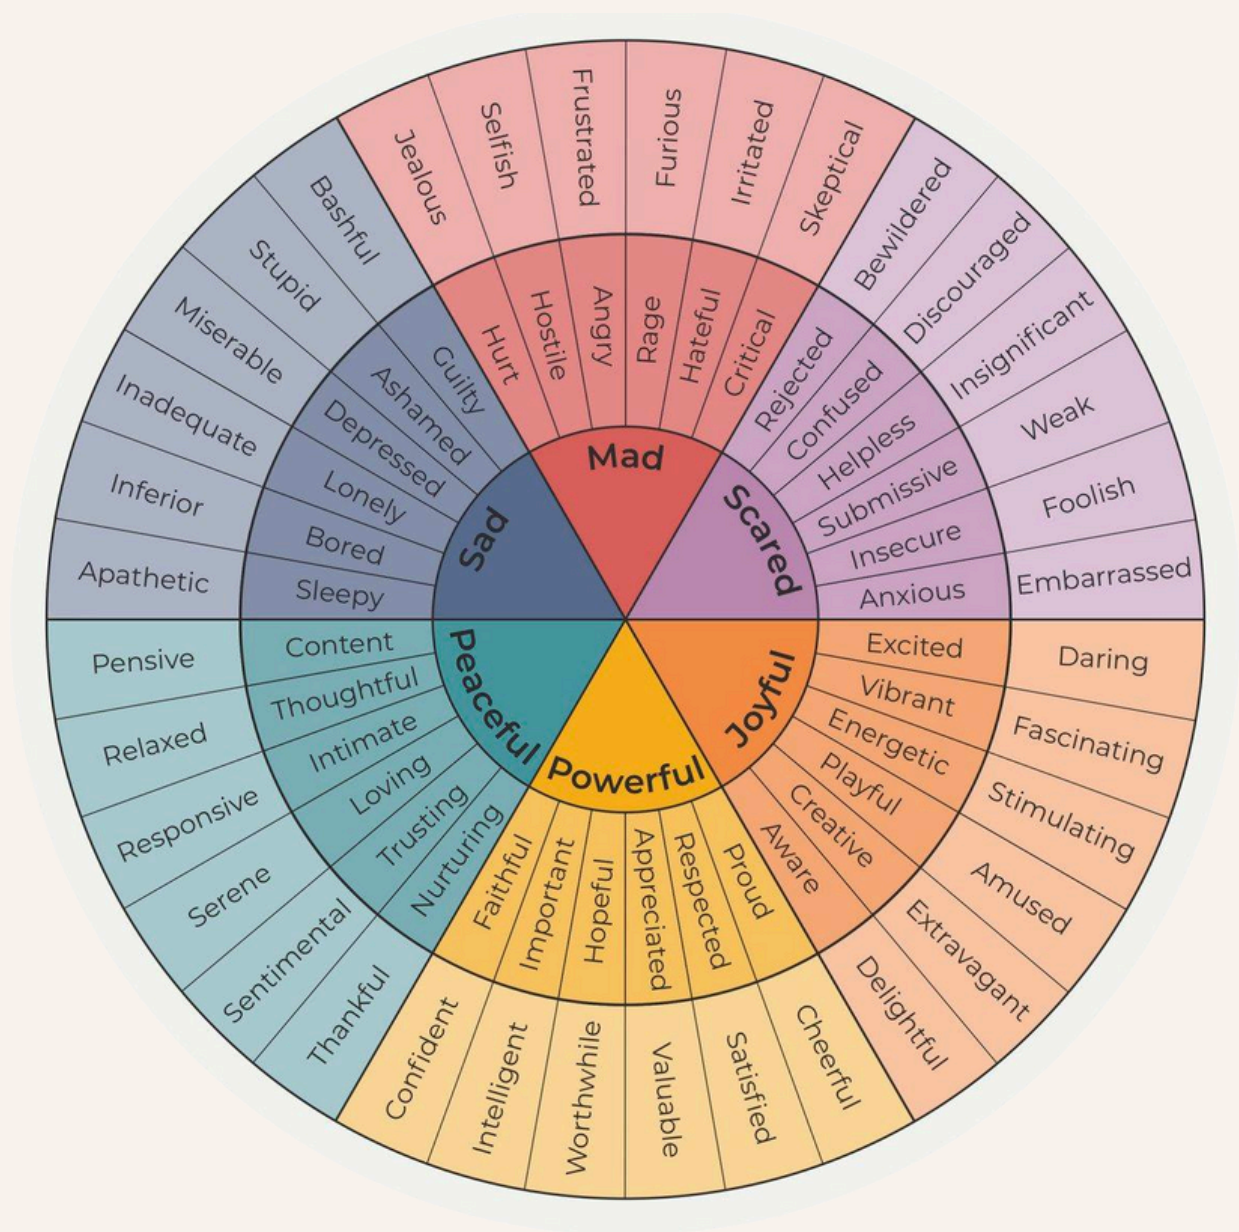 Mad
Scared
Joyful
Powerful
Peaceful
Sad
Hurt
Hostile
Angry
Rage
Hateful
Critical
Rejected
Confused
Helpless
Submissive
Insecure
Anxious
Excited
Vibrant
Energetic
Playful
Creative
Aware
Proud
Respected
Appreciated
Hopeful
Important
Faithful
Nurturing
Trusting
Loving
Intimate
Thoughtful
Content
Sleepy
Bored
Lonely
Depressed
Ashamed
Guilty
Jealous
Selfish
Frustrated
Furious
Irritated
Skeptical
Bewildered
Discouraged
Insignificant
Weak
Foolish
Embarrassed
Daring
Fascinating
Stimulating
Amused
Extravagant
Delightful
Cheerful
Satisfied
Valuable
Worthwhile
Intelligent
Confident
Thankful
Sentimental
Serene
Responsive
Relaxed
Pensive
Apathetic
Inferior
Inadequate
Miserable
Stupid
Bashful